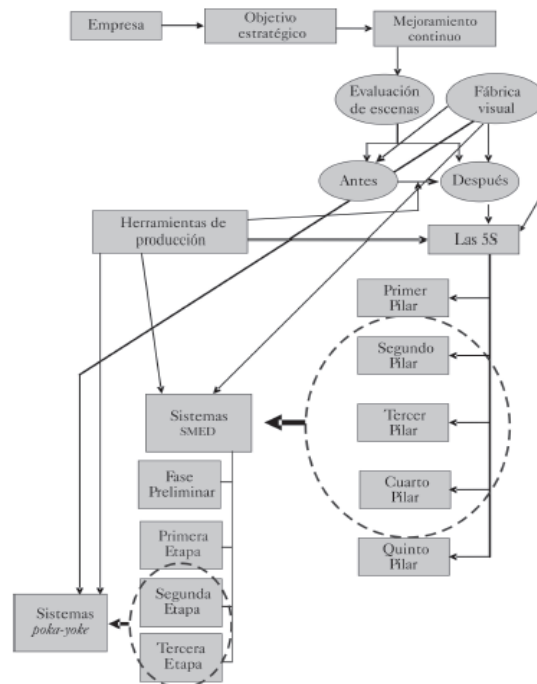 Empresa
Objetivo
estratégico
Mejoramiento
continuo
Evaluación
de escenas
Fábrica
visual
Antes
Después
Herramientas de
producción
Las 5S
Primer
Pilar
Segundo
Pilar
Tercer
Pilar
Cuarto
Pilar
Quinto
Pilar
Sistemas
SMED
Fase
Preliminar
Primera
Etapa
Segunda
Etapa
Tercera
Etapa
Sistemas
poka-yoke